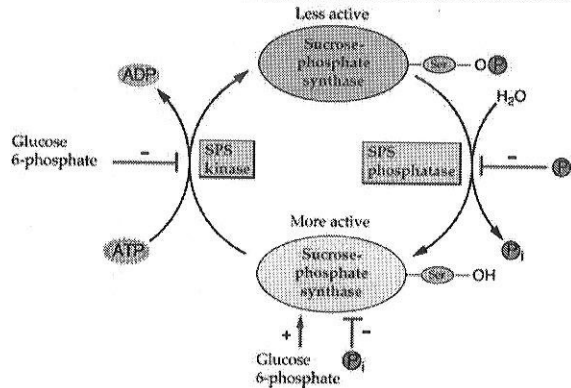 Less active
Sucrose-
phosphate
synthase
Ser
O P
ADP
H₂O
Glucose
6-phosphate
-
SPS
kinase
SPS
phosphatase
-
P
More active
ATP
Pi
Sucrose-
phosphate
synthase
Ser
OH
+
-
Glucose
6-phosphate
Pi